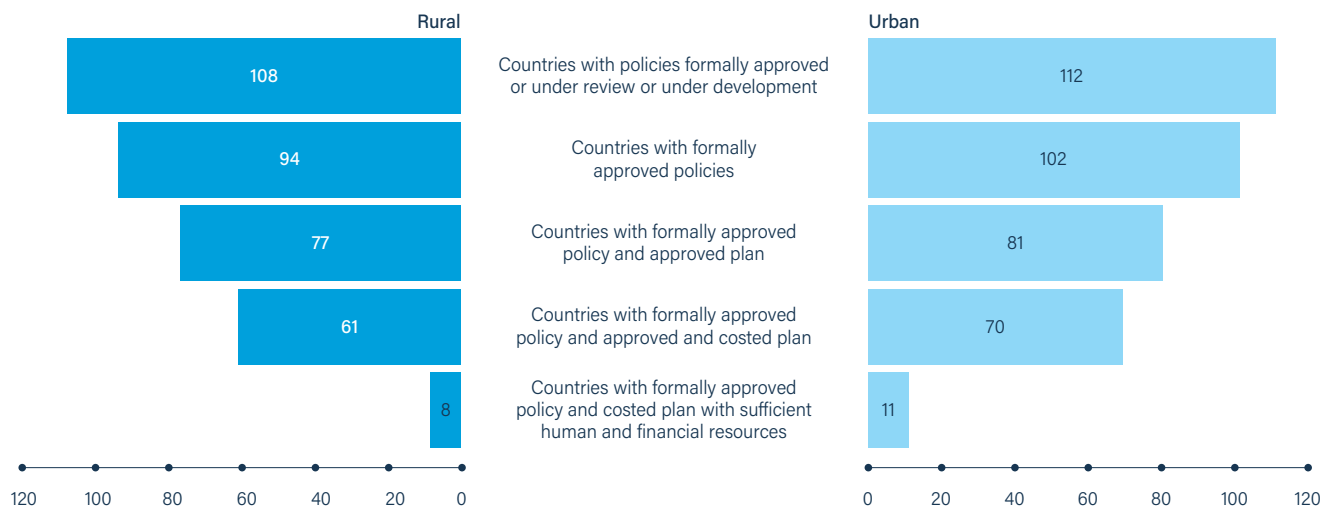 Rural
Urban
108
Countries with policies formally approved
or under review or under development
112
94
Countries with formally
approved policies
102
77
Countries with formally approved
policy and approved plan
81
61
Countries with formally approved
policy and approved and costed plan
70
8
Countries with formally approved
policy and costed plan with sufficient
human and financial resources
11
120 100 80 60 40 20 0
0 20 40 60 80 100 120